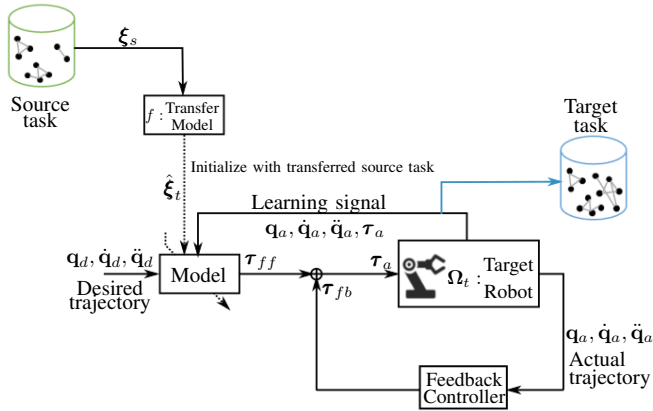 ξ_s
Source
task
f : Transfer
Model
Target
task
Initialize with transferred source task
ξ̂_t
Learning signal
q_a, q̇_a, q̈_a, τ_a
q_d, q̇_d, q̈_d
Desired
trajectory
Model
τ_ff
τ_fb
τ_a
Ω_t : Target
Robot
q_a, q̇_a, q̈_a
Actual
trajectory
Feedback
Controller